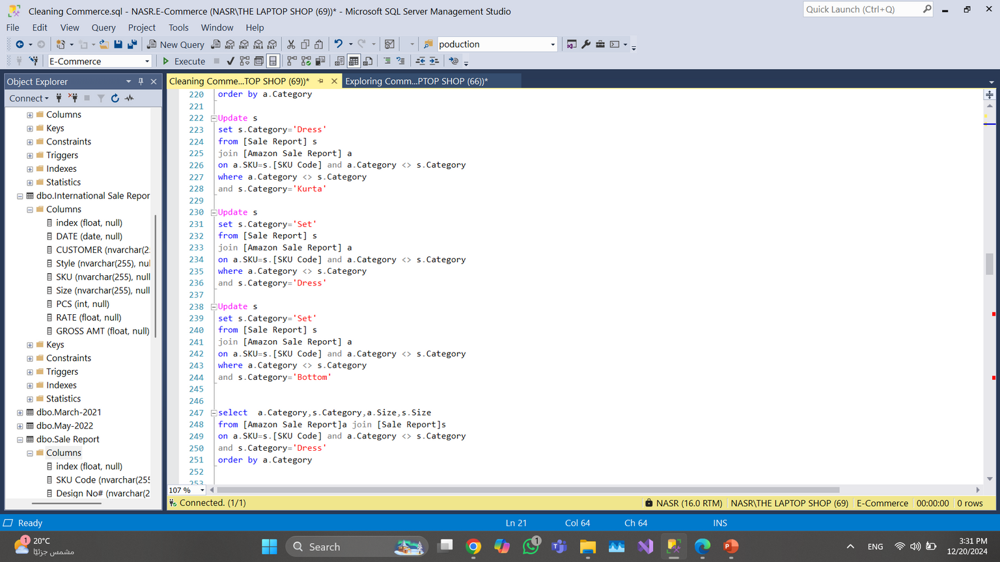 Cleaning Commerce.sql - NASR.E-Commerce (NASR\THE LAPTOP SHOP (69))* - Microsoft SQL Server Management Studio
Quick Launch (Ctrl+Q)
File Edit View Query Project Tools Window Help
New Query
MDX DMX XMLA DAX
poduction
E-Commerce
Execute
Object Explorer
Cleaning Comme...TOP SHOP (69))*
Exploring Comm...PTOP SHOP (66))*
Connect
Columns
Keys
Constraints
Triggers
Indexes
Statistics
dbo.International Sale Repor
Columns
index (float, null)
DATE (date, null)
CUSTOMER (nvarchar(2
Style (nvarchar(255), nul
SKU (nvarchar(255), null
Size (nvarchar(255), null
PCS (int, null)
RATE (float, null)
GROSS AMT (float, null)
Keys
Constraints
Triggers
Indexes
Statistics
dbo.March-2021
dbo.May-2022
dbo.Sale Report
Columns
index (float, null)
SKU Code (nvarchar(255
Design No# (nvarchar(2
220 order by a.Category
221
222 Update s
223 set s.Category='Dress'
224 from [Sale Report] s
225 join [Amazon Sale Report] a
226 on a.SKU=s.[SKU Code] and a.Category <> s.Category
227 where a.Category <> s.Category
228 and s.Category='Kurta'
229
230 Update s
231 set s.Category='Set'
232 from [Sale Report] s
233 join [Amazon Sale Report] a
234 on a.SKU=s.[SKU Code] and a.Category <> s.Category
235 where a.Category <> s.Category
236 and s.Category='Dress'
237
238 Update s
239 set s.Category='Set'
240 from [Sale Report] s
241 join [Amazon Sale Report] a
242 on a.SKU=s.[SKU Code] and a.Category <> s.Category
243 where a.Category <> s.Category
244 and s.Category='Bottom'
245
246
247 select  a.Category,s.Category,a.Size,s.Size
248 from [Amazon Sale Report]a join [Sale Report]s
249 on a.SKU=s.[SKU Code] and a.Category <> s.Category
250 and s.Category='Dress'
251 order by a.Category
252
253
107 %
Connected. (1/1)
NASR (16.0 RTM) NASR\THE LAPTOP SHOP (69) E-Commerce 00:00:00 0 rows
Ready
Ln 21 Col 64 Ch 64 INS
1
20°C
مشمس جزئيًا
Search
1
ENG
3:31 PM
12/20/2024